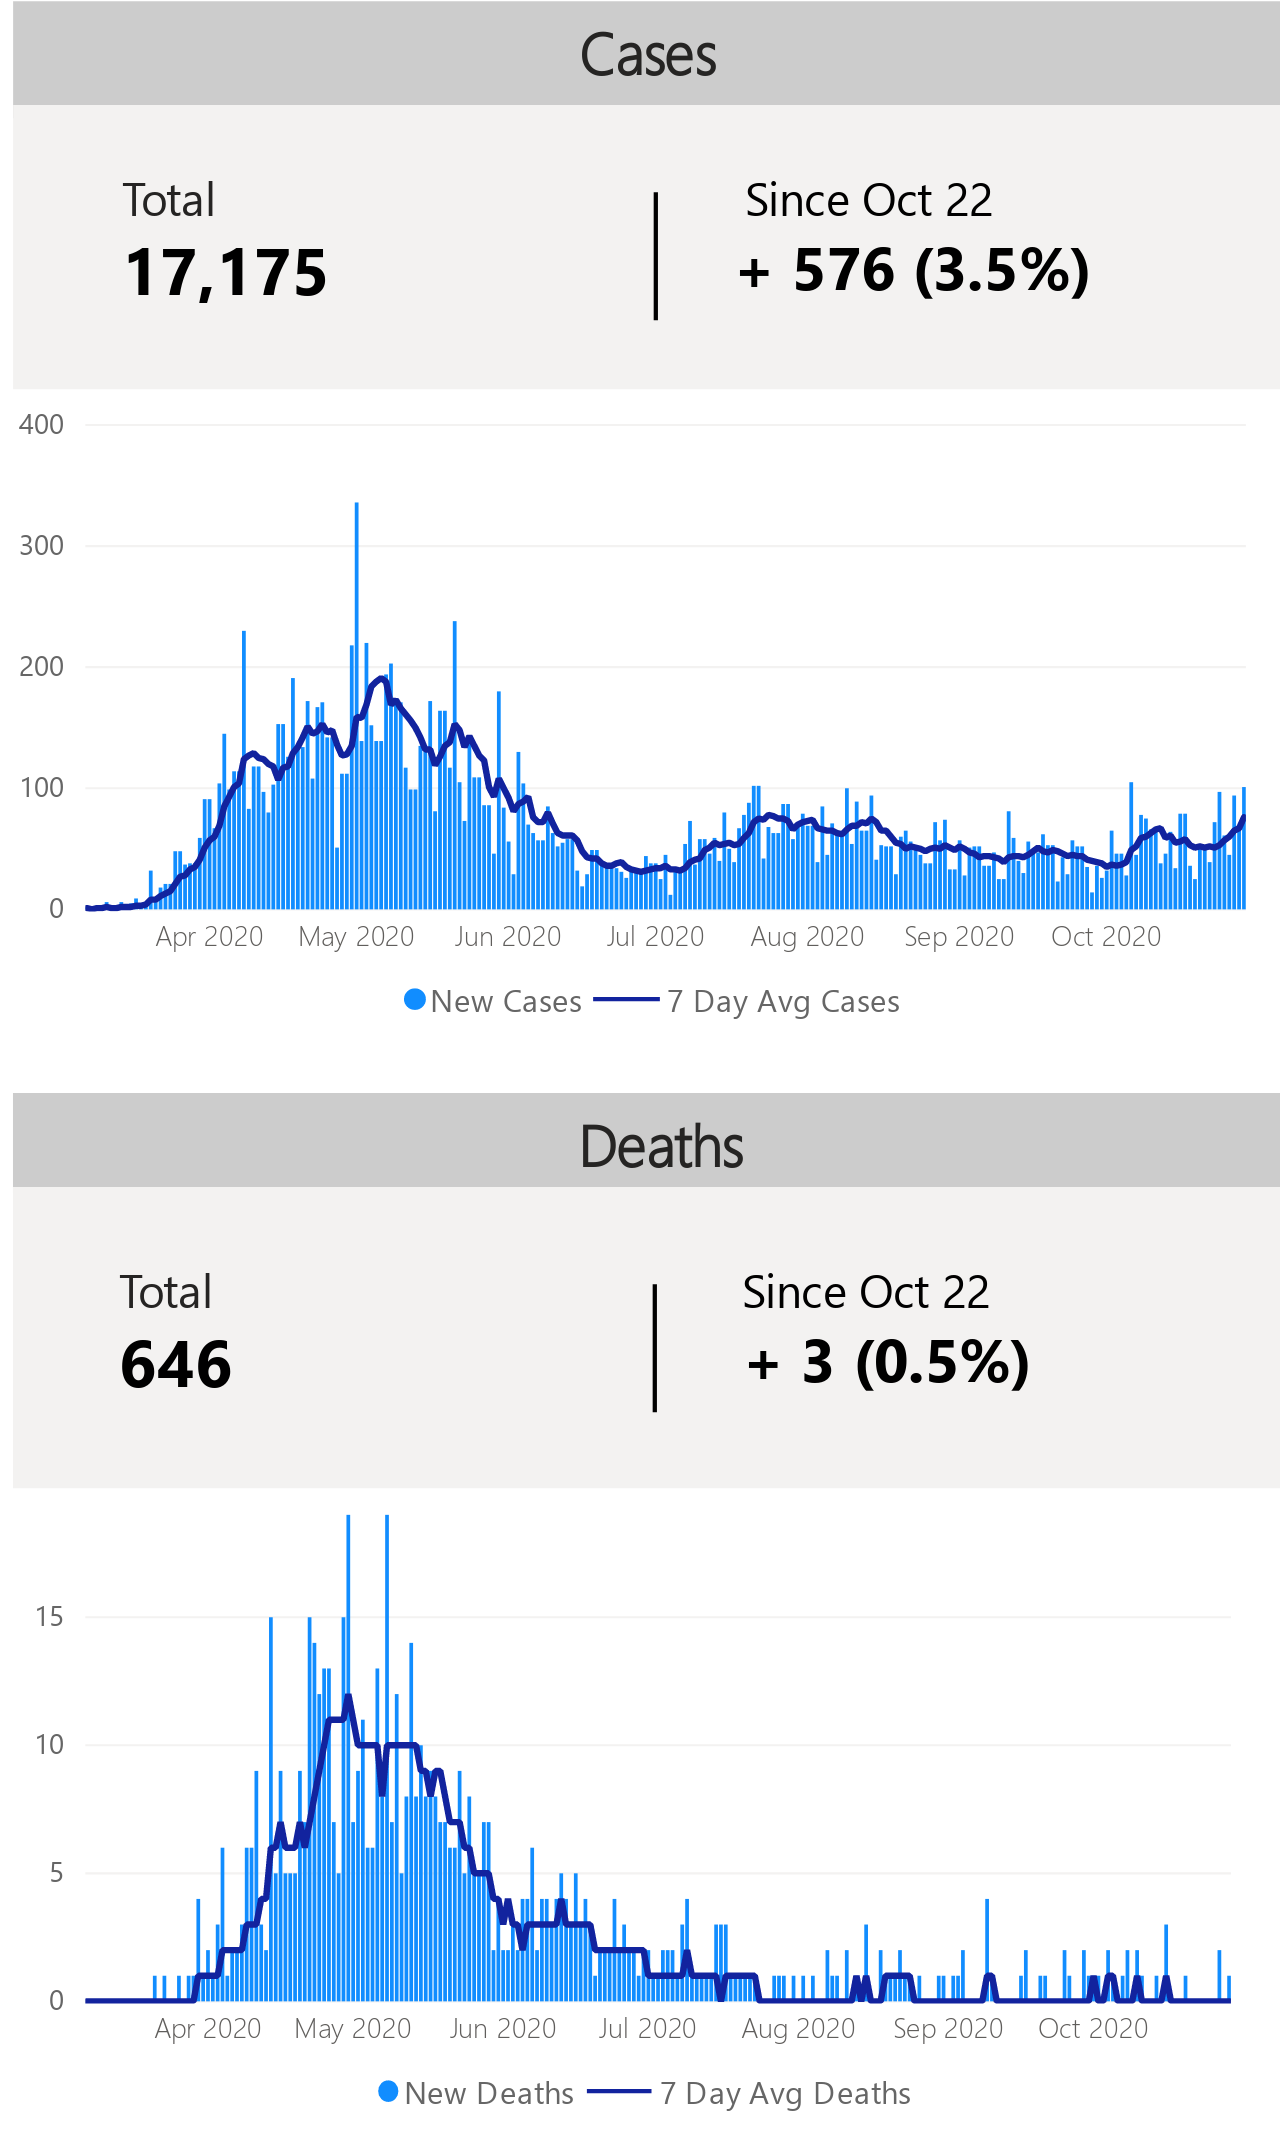 Cases
Total
Since Oct 22
17,175
+ 576 (3.5%)
400
300
200
100
0
Apr 2020 May 2020 Jun 2020 Jul 2020 Aug 2020 Sep 2020 Oct 2020
New Cases 7 Day Avg Cases
Deaths
Total
Since Oct 22
646
+ 3 (0.5%)
15
10
5
0
Apr 2020 May 2020 Jun 2020 Jul 2020 Aug 2020 Sep 2020 Oct 2020
New Deaths 7 Day Avg Deaths